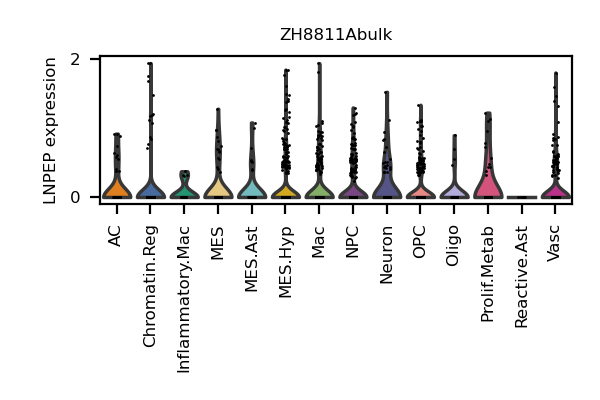 ZH8811Abulk
LNPEP expression
2
0
AC
Chromatin.Reg
Inflammatory.Mac
MES
MES.Ast
MES.Hyp
Mac
NPC
Neuron
OPC
Oligo
Prolif.Metab
Reactive.Ast
Vasc